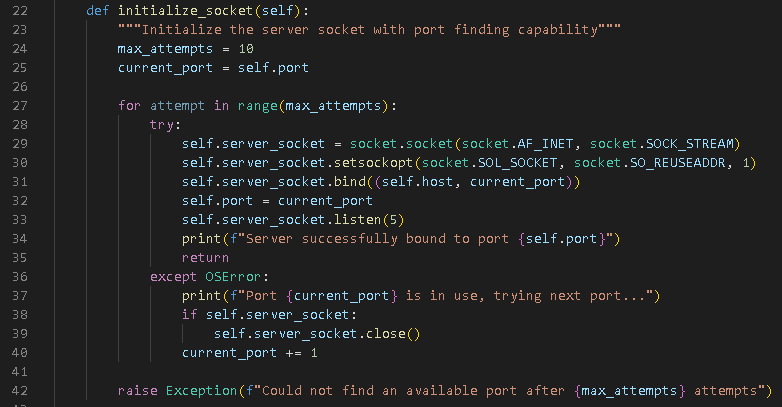 22 def initialize_socket(self):
23 """Initialize the server socket with port finding capability"""
24 max_attempts = 10
25 current_port = self.port
26
27 for attempt in range(max_attempts):
28 try:
29 self.server_socket = socket.socket(socket.AF_INET, socket.SOCK_STREAM)
30 self.server_socket.setsockopt(socket.SOL_SOCKET, socket.SO_REUSEADDR, 1)
31 self.server_socket.bind((self.host, current_port))
32 self.port = current_port
33 self.server_socket.listen(5)
34 print(f"Server successfully bound to port {self.port}")
35 return
36 except OSError:
37 print(f"Port {current_port} is in use, trying next port...")
38 if self.server_socket:
39 self.server_socket.close()
40 current_port += 1
41
42 raise Exception(f"Could not find an available port after {max_attempts} attempts")